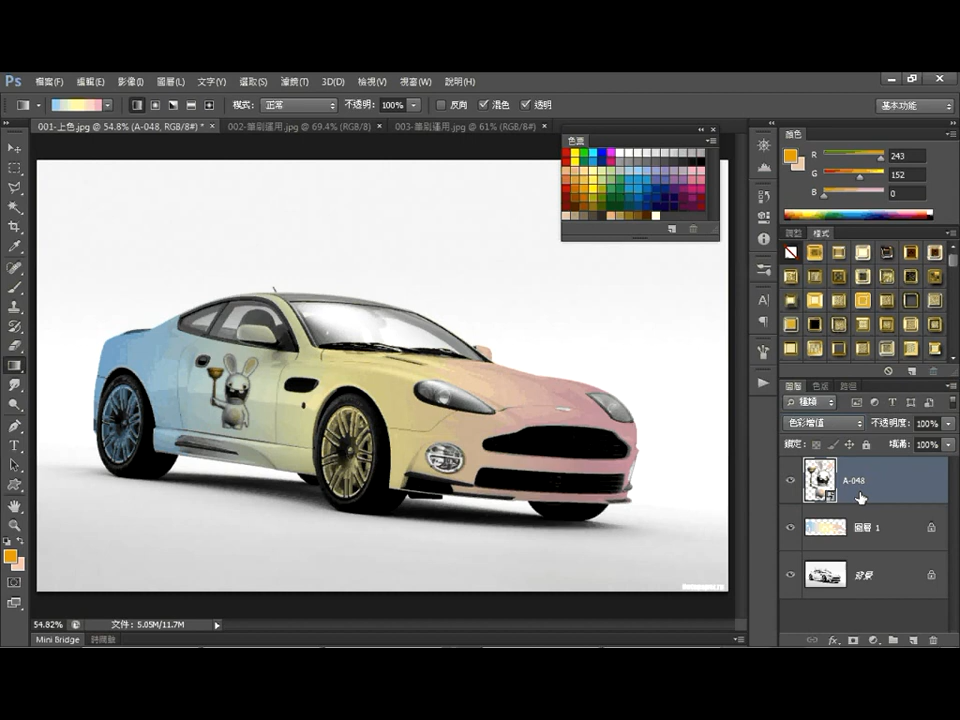 Ps 檔案(F) 編輯(E) 影像(I) 圖層(L) 文字(Y) 選取(S) 濾鏡(T) 3D(D) 檢視(V) 視窗(W) 說明(H)
模式: 正常 不透明: 100% 反向 混色 透明 基本功能
001-上色.jpg @ 54.8% (A-048, RGB/8#) * × 002-筆刷運用.jpg @ 69.4% (RGB/8) × 003-筆刷運用.jpg @ 61% (RGB/8#) ×
色票
顏色
R 243
G 152
B 0
調整 樣式
圖層 色版 路徑
種類
色彩增值 不透明度: 100%
鎖定: 填滿: 100%
A-048
圖層 1
背景
54.82% 文件: 5.05M/11.7M
Mini Bridge 時間軸